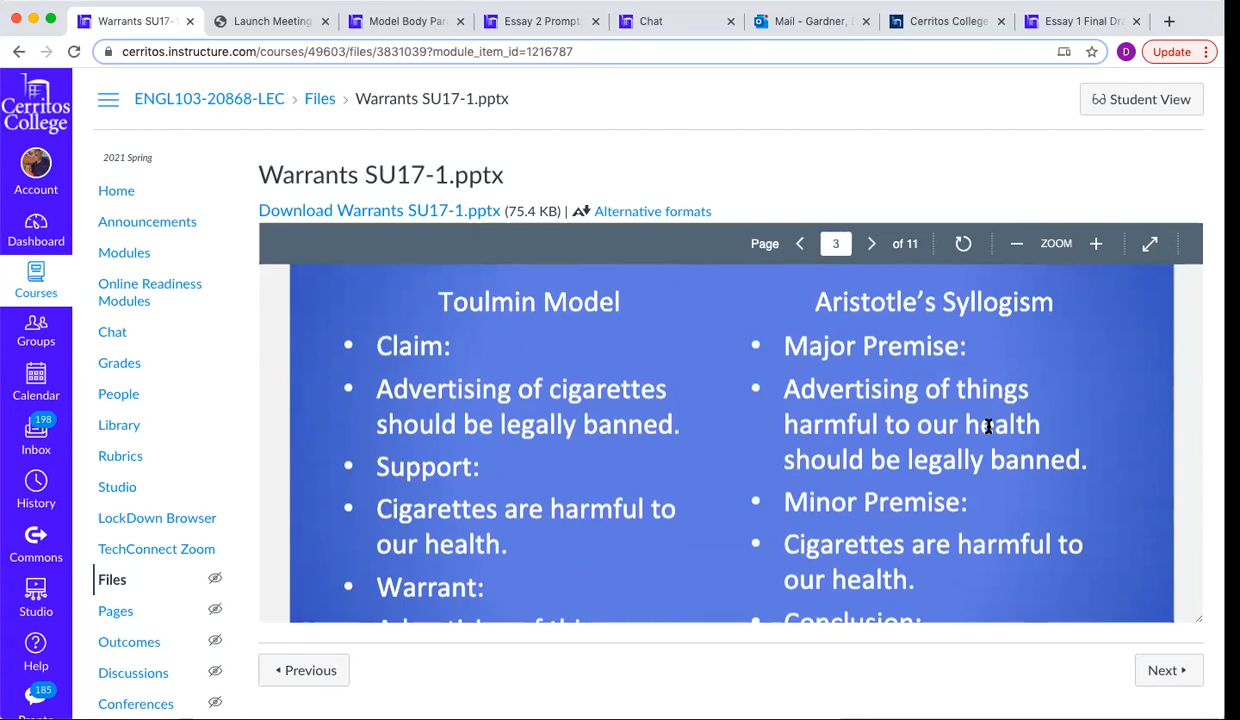 Warrants SU17-1
Launch Meeting
Model Body Par
Essay 2 Prompt
Chat
Mail - Gardner,
Cerritos College
Essay 1 Final Dra
cerritos.instructure.com/courses/49603/files/3831039?module_item_id=1216787
D
Update
Cerritos
College
ENGL103-20868-LEC › Files › Warrants SU17-1.pptx
Student View
Account
Dashboard
Courses
Groups
Calendar
198
Inbox
History
Commons
Studio
Help
185
2021 Spring
Home
Announcements
Modules
Online Readiness
Modules
Chat
Grades
People
Library
Rubrics
Studio
LockDown Browser
TechConnect Zoom
Files
Pages
Outcomes
Discussions
Conferences
Warrants SU17-1.pptx
Download Warrants SU17-1.pptx (75.4 KB) | Alternative formats
Page 3 of 11 ZOOM
Toulmin Model
• Claim:
• Advertising of cigarettes
should be legally banned.
• Support:
• Cigarettes are harmful to
our health.
• Warrant:
Aristotle's Syllogism
• Major Premise:
• Advertising of things
harmful to our health
should be legally banned.
• Minor Premise:
• Cigarettes are harmful to
our health.
• Conclusion:
Previous
Next